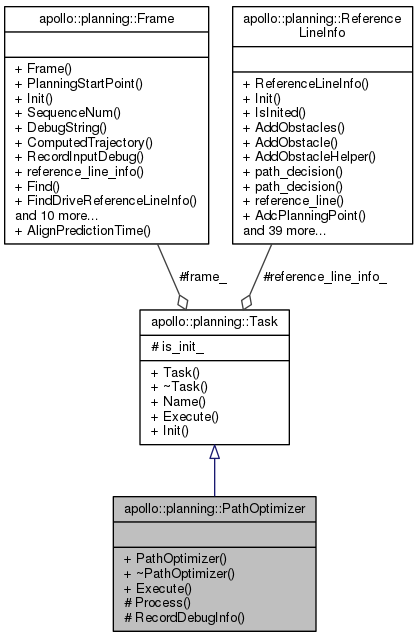 apollo::planning::Frame
+ Frame()
+ PlanningStartPoint()
+ Init()
+ SequenceNum()
+ DebugString()
+ ComputedTrajectory()
+ RecordInputDebug()
+ reference_line_info()
+ Find()
+ FindDriveReferenceLineInfo()
and 10 more...
+ AlignPredictionTime()
apollo::planning::Reference
LineInfo
+ ReferenceLineInfo()
+ Init()
+ IsInited()
+ AddObstacles()
+ AddObstacle()
+ AddObstacleHelper()
+ path_decision()
+ path_decision()
+ reference_line()
+ AdcPlanningPoint()
and 39 more...
#frame_
#reference_line_info_
apollo::planning::Task
# is_init_
+ Task()
+ ~Task()
+ Name()
+ Execute()
+ Init()
apollo::planning::PathOptimizer
+ PathOptimizer()
+ ~PathOptimizer()
+ Execute()
# Process()
# RecordDebugInfo()